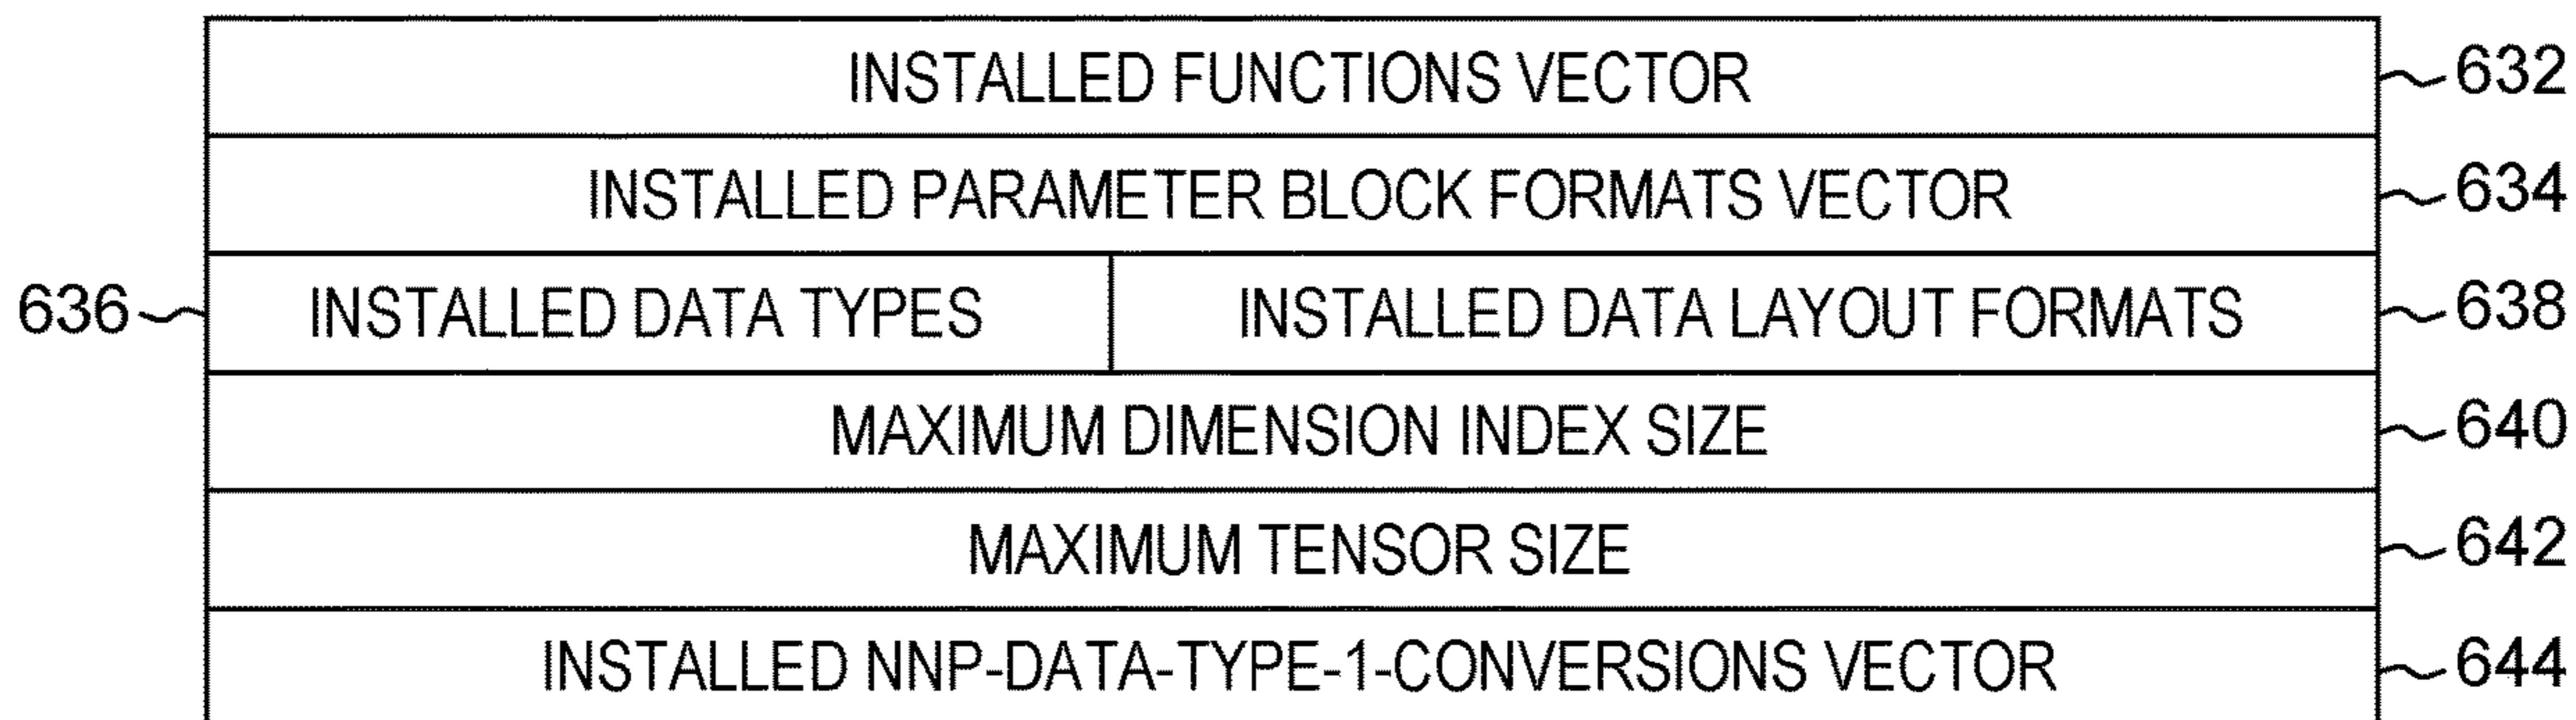 INSTALLED FUNCTIONS VECTOR 632
INSTALLED PARAMETER BLOCK FORMATS VECTOR 634
636 INSTALLED DATA TYPES INSTALLED DATA LAYOUT FORMATS 638
MAXIMUM DIMENSION INDEX SIZE 640
MAXIMUM TENSOR SIZE 642
INSTALLED NNP-DATA-TYPE-1-CONVERSIONS VECTOR 644